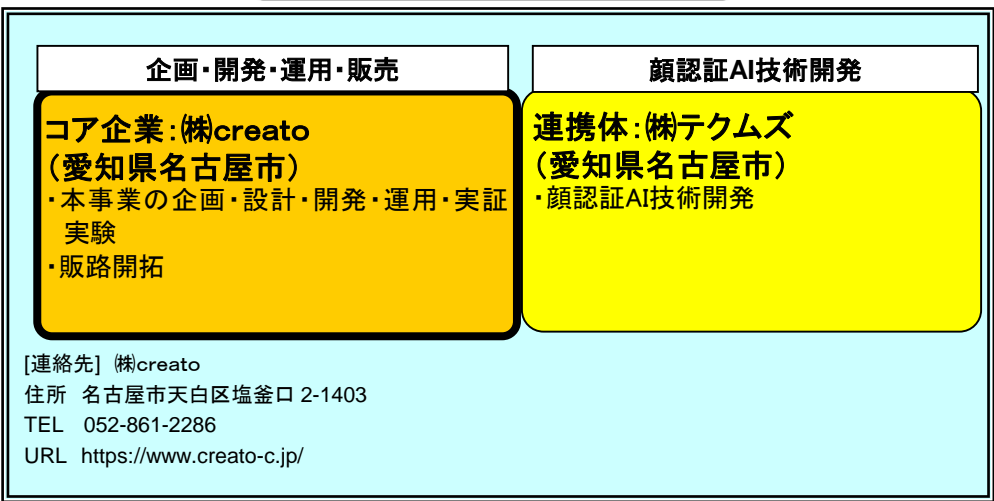 企画・開発・運用・販売
顔認証AI技術開発
コア企業：㈱creato
（愛知県名古屋市）
・本事業の企画・設計・開発・運用・実証
実験
・販路開拓
連携体：㈱テクムズ
（愛知県名古屋市）
・顔認証AI技術開発
[連絡先] ㈱creato
住所 名古屋市天白区塩釜口 2-1403
TEL 052-861-2286
URL https://www.creato-c.jp/